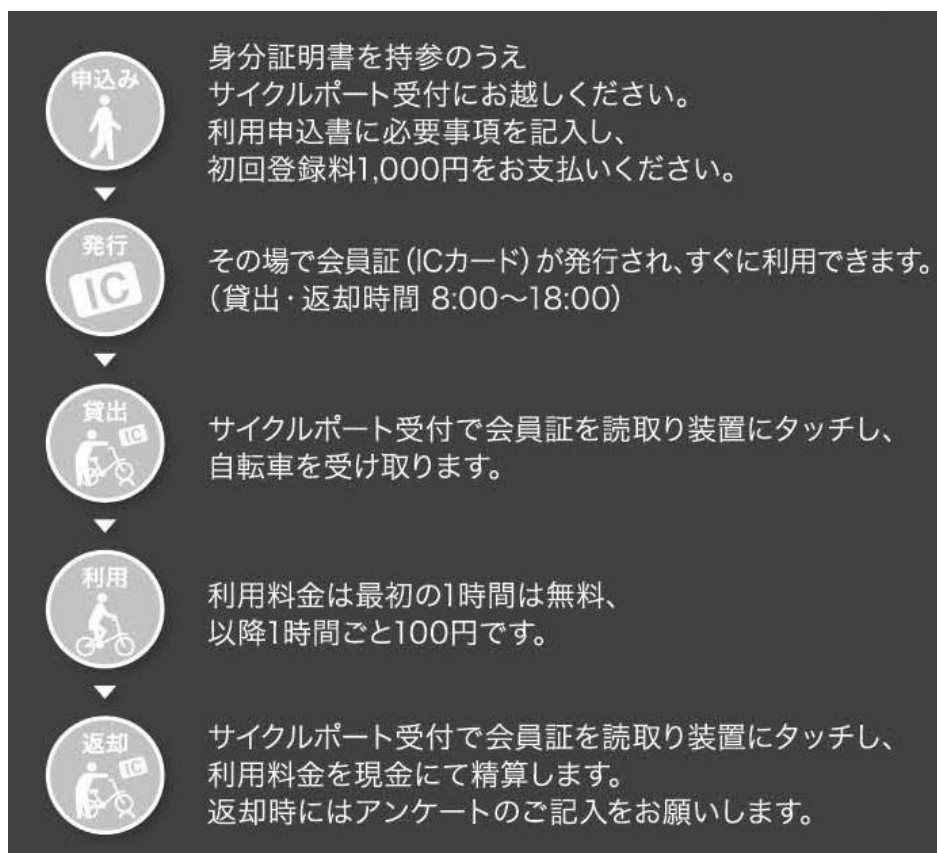 申込み
身分証明書を持参のうえ
サイクルポート受付にお越しください。
利用申込書に必要事項を記入し、
初回登録料1,000円をお支払いください。
発行
IC
その場で会員証(ICカード)が発行され、すぐに利用できます。
(貸出・返却時間 8:00〜18:00)
貸出
IC
サイクルポート受付で会員証を読取り装置にタッチし、
自転車を受け取ります。
利用
利用料金は最初の1時間は無料、
以降1時間ごと100円です。
返却
IC
サイクルポート受付で会員証を読取り装置にタッチし、
利用料金を現金にて精算します。
返却時にはアンケートのご記入をお願いします。